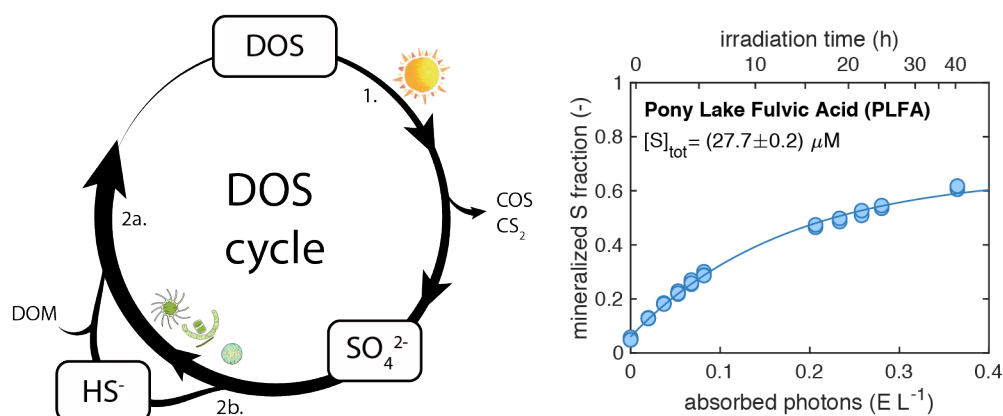 DOS
1.
DOS
cycle
COS
CS₂
2a.
DOM
SO₄²⁻
HS⁻
2b.
irradiation time (h)
0 10 20 30 40
Pony Lake Fulvic Acid (PLFA)
[S]tot= (27.7±0.2) μM
mineralized S fraction (-)
1
0.8
0.6
0.4
0.2
0
0 0.1 0.2 0.3 0.4
absorbed photons (E L⁻¹)